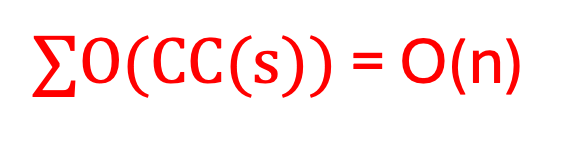 ∑O(CC(s)) = O(n)